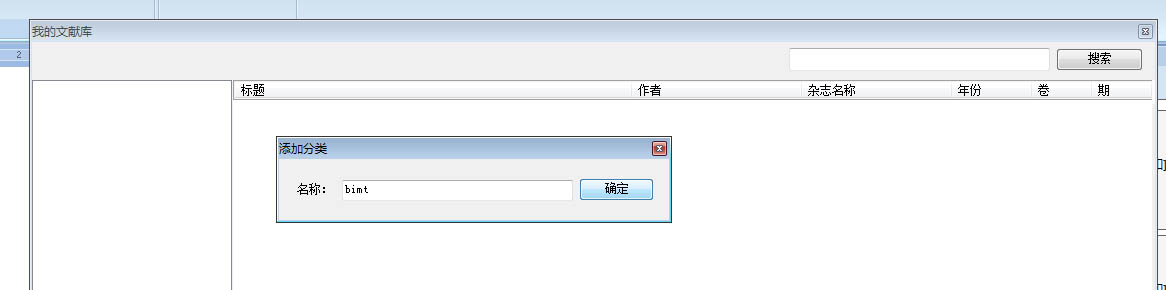 我的文献库
2
搜索
标题 作者 杂志名称 年份 卷 期
添加分类
名称: bimt 确定